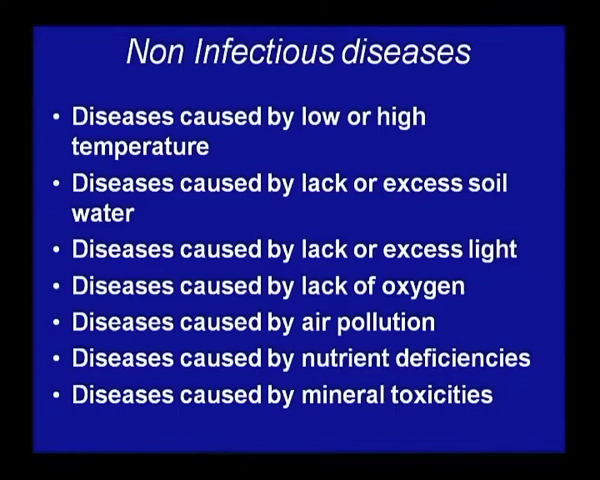 Non Infectious diseases
• Diseases caused by low or high
temperature
• Diseases caused by lack or excess soil
water
• Diseases caused by lack or excess light
• Diseases caused by lack of oxygen
• Diseases caused by air pollution
• Diseases caused by nutrient deficiencies
• Diseases caused by mineral toxicities